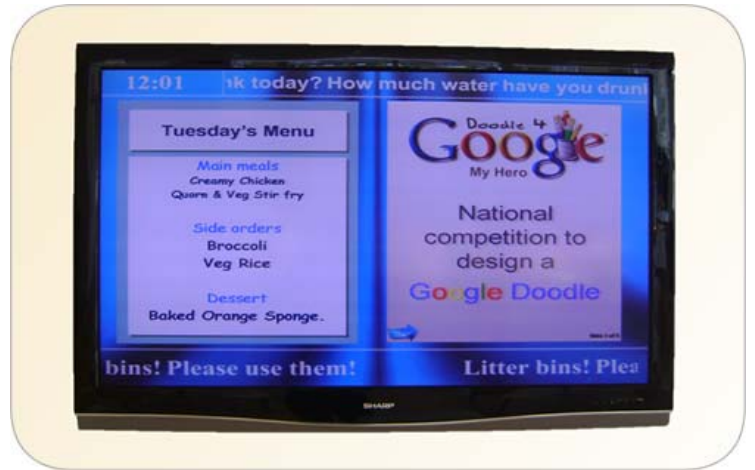 12:01 nk today? How much water have you drunk
Tuesday's Menu
Main meals
Creamy Chicken
Quorn & Veg Stir fry
Side orders
Broccoli
Veg Rice
Dessert
Baked Orange Sponge.
Doodle 4
Google
My Hero
National
competition to
design a
Google Doodle
bins! Please use them! Litter bins! Plea
SHARP